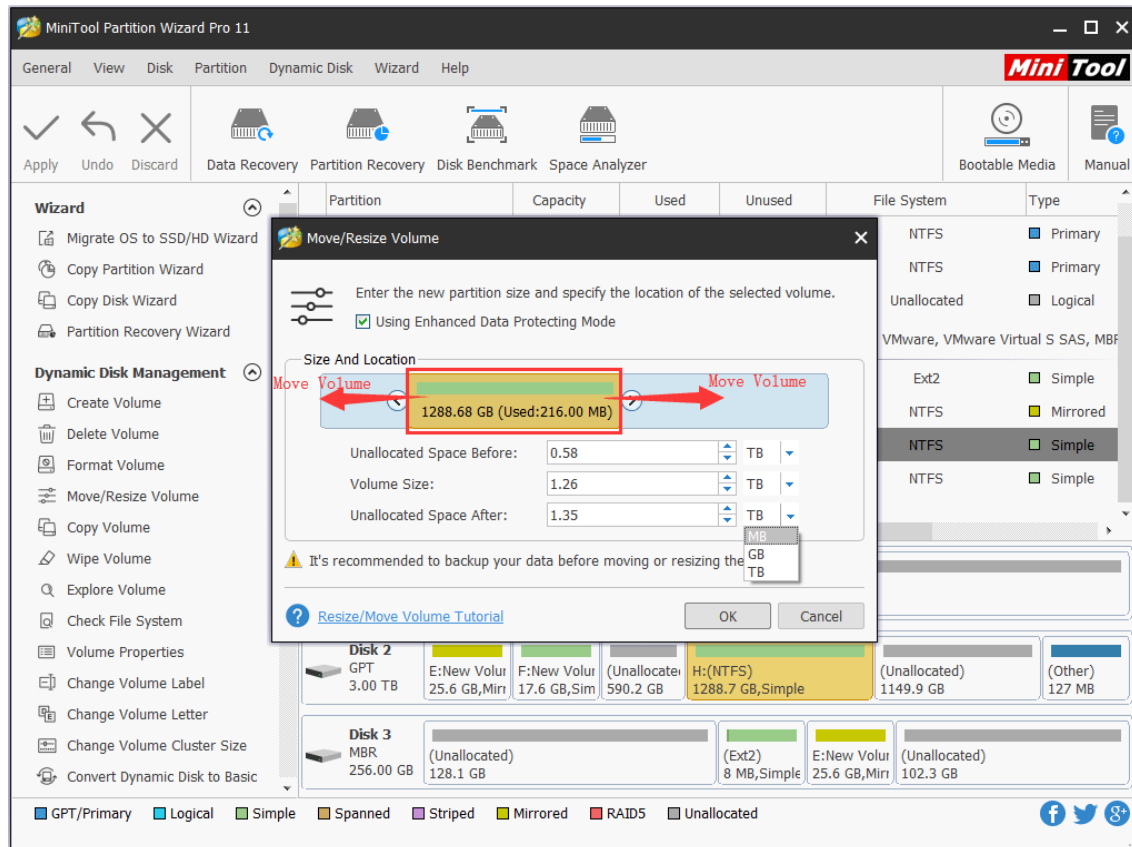 MiniTool Partition Wizard Pro 11
General View Disk Partition Dynamic Disk Wizard Help
Mini Tool
Apply Undo Discard Data Recovery Partition Recovery Disk Benchmark Space Analyzer Bootable Media Manual
Wizard
Migrate OS to SSD/HD Wizard
Copy Partition Wizard
Copy Disk Wizard
Partition Recovery Wizard
Dynamic Disk Management
Create Volume
Delete Volume
Format Volume
Move/Resize Volume
Copy Volume
Wipe Volume
Explore Volume
Check File System
Volume Properties
Change Volume Label
Change Volume Letter
Change Volume Cluster Size
Convert Dynamic Disk to Basic
Partition Capacity Used Unused File System Type
NTFS Primary
NTFS Primary
Unallocated Logical
VMware, VMware Virtual S SAS, MBR
Ext2 Simple
NTFS Mirrored
NTFS Simple
NTFS Simple
Move/Resize Volume
Enter the new partition size and specify the location of the selected volume.
Using Enhanced Data Protecting Mode
Size And Location
Move Volume Move Volume
1288.68 GB (Used:216.00 MB)
Unallocated Space Before: 0.58 TB
Volume Size: 1.26 TB
Unallocated Space After: 1.35 TB
MB
GB
TB
It's recommended to backup your data before moving or resizing the
Resize/Move Volume Tutorial OK Cancel
Disk 2
GPT
3.00 TB
E:New Volur F:New Volur (Unallocate H:(NTFS) (Unallocated) (Other)
25.6 GB,Mirr 17.6 GB,Sim 590.2 GB 1288.7 GB,Simple 1149.9 GB 127 MB
Disk 3
MBR
256.00 GB
(Unallocated) (Ext2) E:New Volur (Unallocated)
128.1 GB 8 MB,Simple 25.6 GB,Mirr 102.3 GB
GPT/Primary Logical Simple Spanned Striped Mirrored RAID5 Unallocated